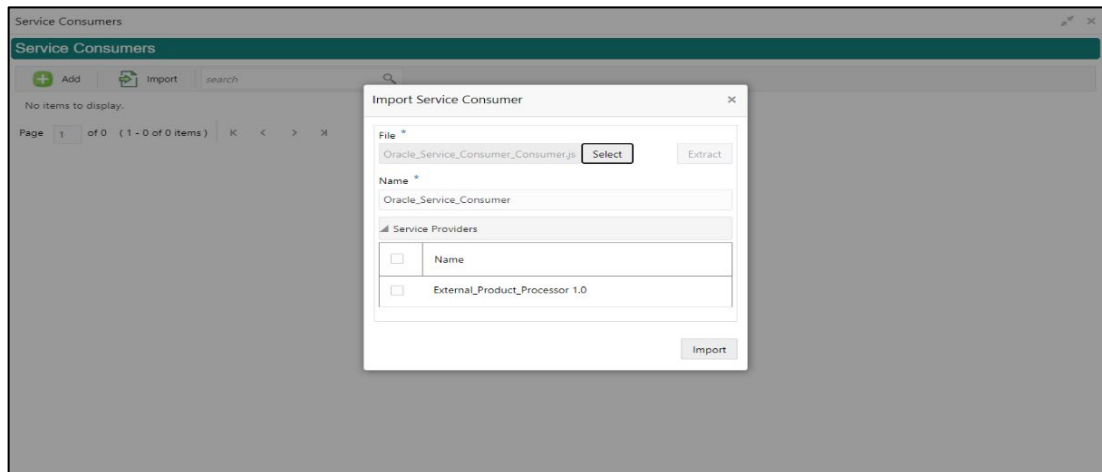 Service Consumers
Service Consumers
Add Import search
No items to display.
Page 1 of 0 (1 - 0 of 0 items) K < > X
Import Service Consumer ×
File *
Oracle_Service_Consumer_Consumer.js Select Extract
Name *
Oracle_Service_Consumer
Service Providers
Name
External_Product_Processor 1.0
Import